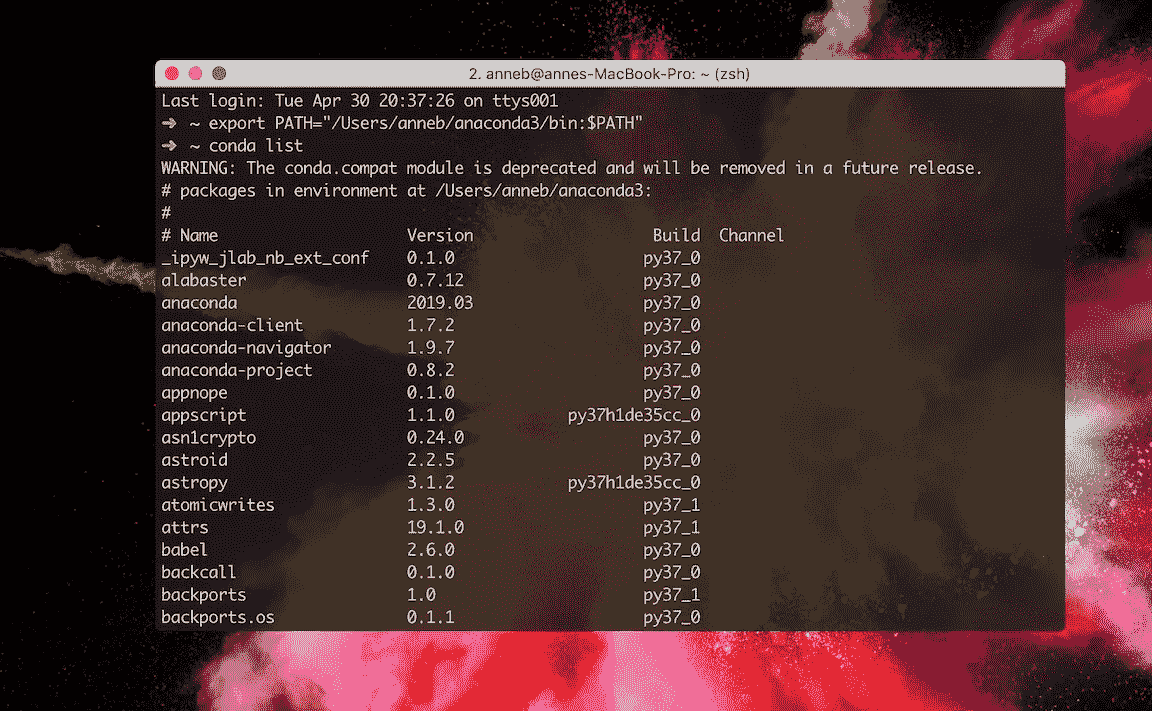 2. anneb@annes-MacBook-Pro: ~ (zsh)
Last login: Tue Apr 30 20:37:26 on ttys001
➜ ~ export PATH="/Users/anneb/anaconda3/bin:$PATH"
➜ ~ conda list
WARNING: The conda.compat module is deprecated and will be removed in a future release.
# packages in environment at /Users/anneb/anaconda3:
#
# Name Version Build Channel
_ipyw_jlab_nb_ext_conf 0.1.0 py37_0
alabaster 0.7.12 py37_0
anaconda 2019.03 py37_0
anaconda-client 1.7.2 py37_0
anaconda-navigator 1.9.7 py37_0
anaconda-project 0.8.2 py37_0
appnope 0.1.0 py37_0
appscript 1.1.0 py37h1de35cc_0
asn1crypto 0.24.0 py37_0
astroid 2.2.5 py37_0
astropy 3.1.2 py37h1de35cc_0
atomicwrites 1.3.0 py37_1
attrs 19.1.0 py37_1
babel 2.6.0 py37_0
backcall 0.1.0 py37_0
backports 1.0 py37_1
backports.os 0.1.1 py37_0